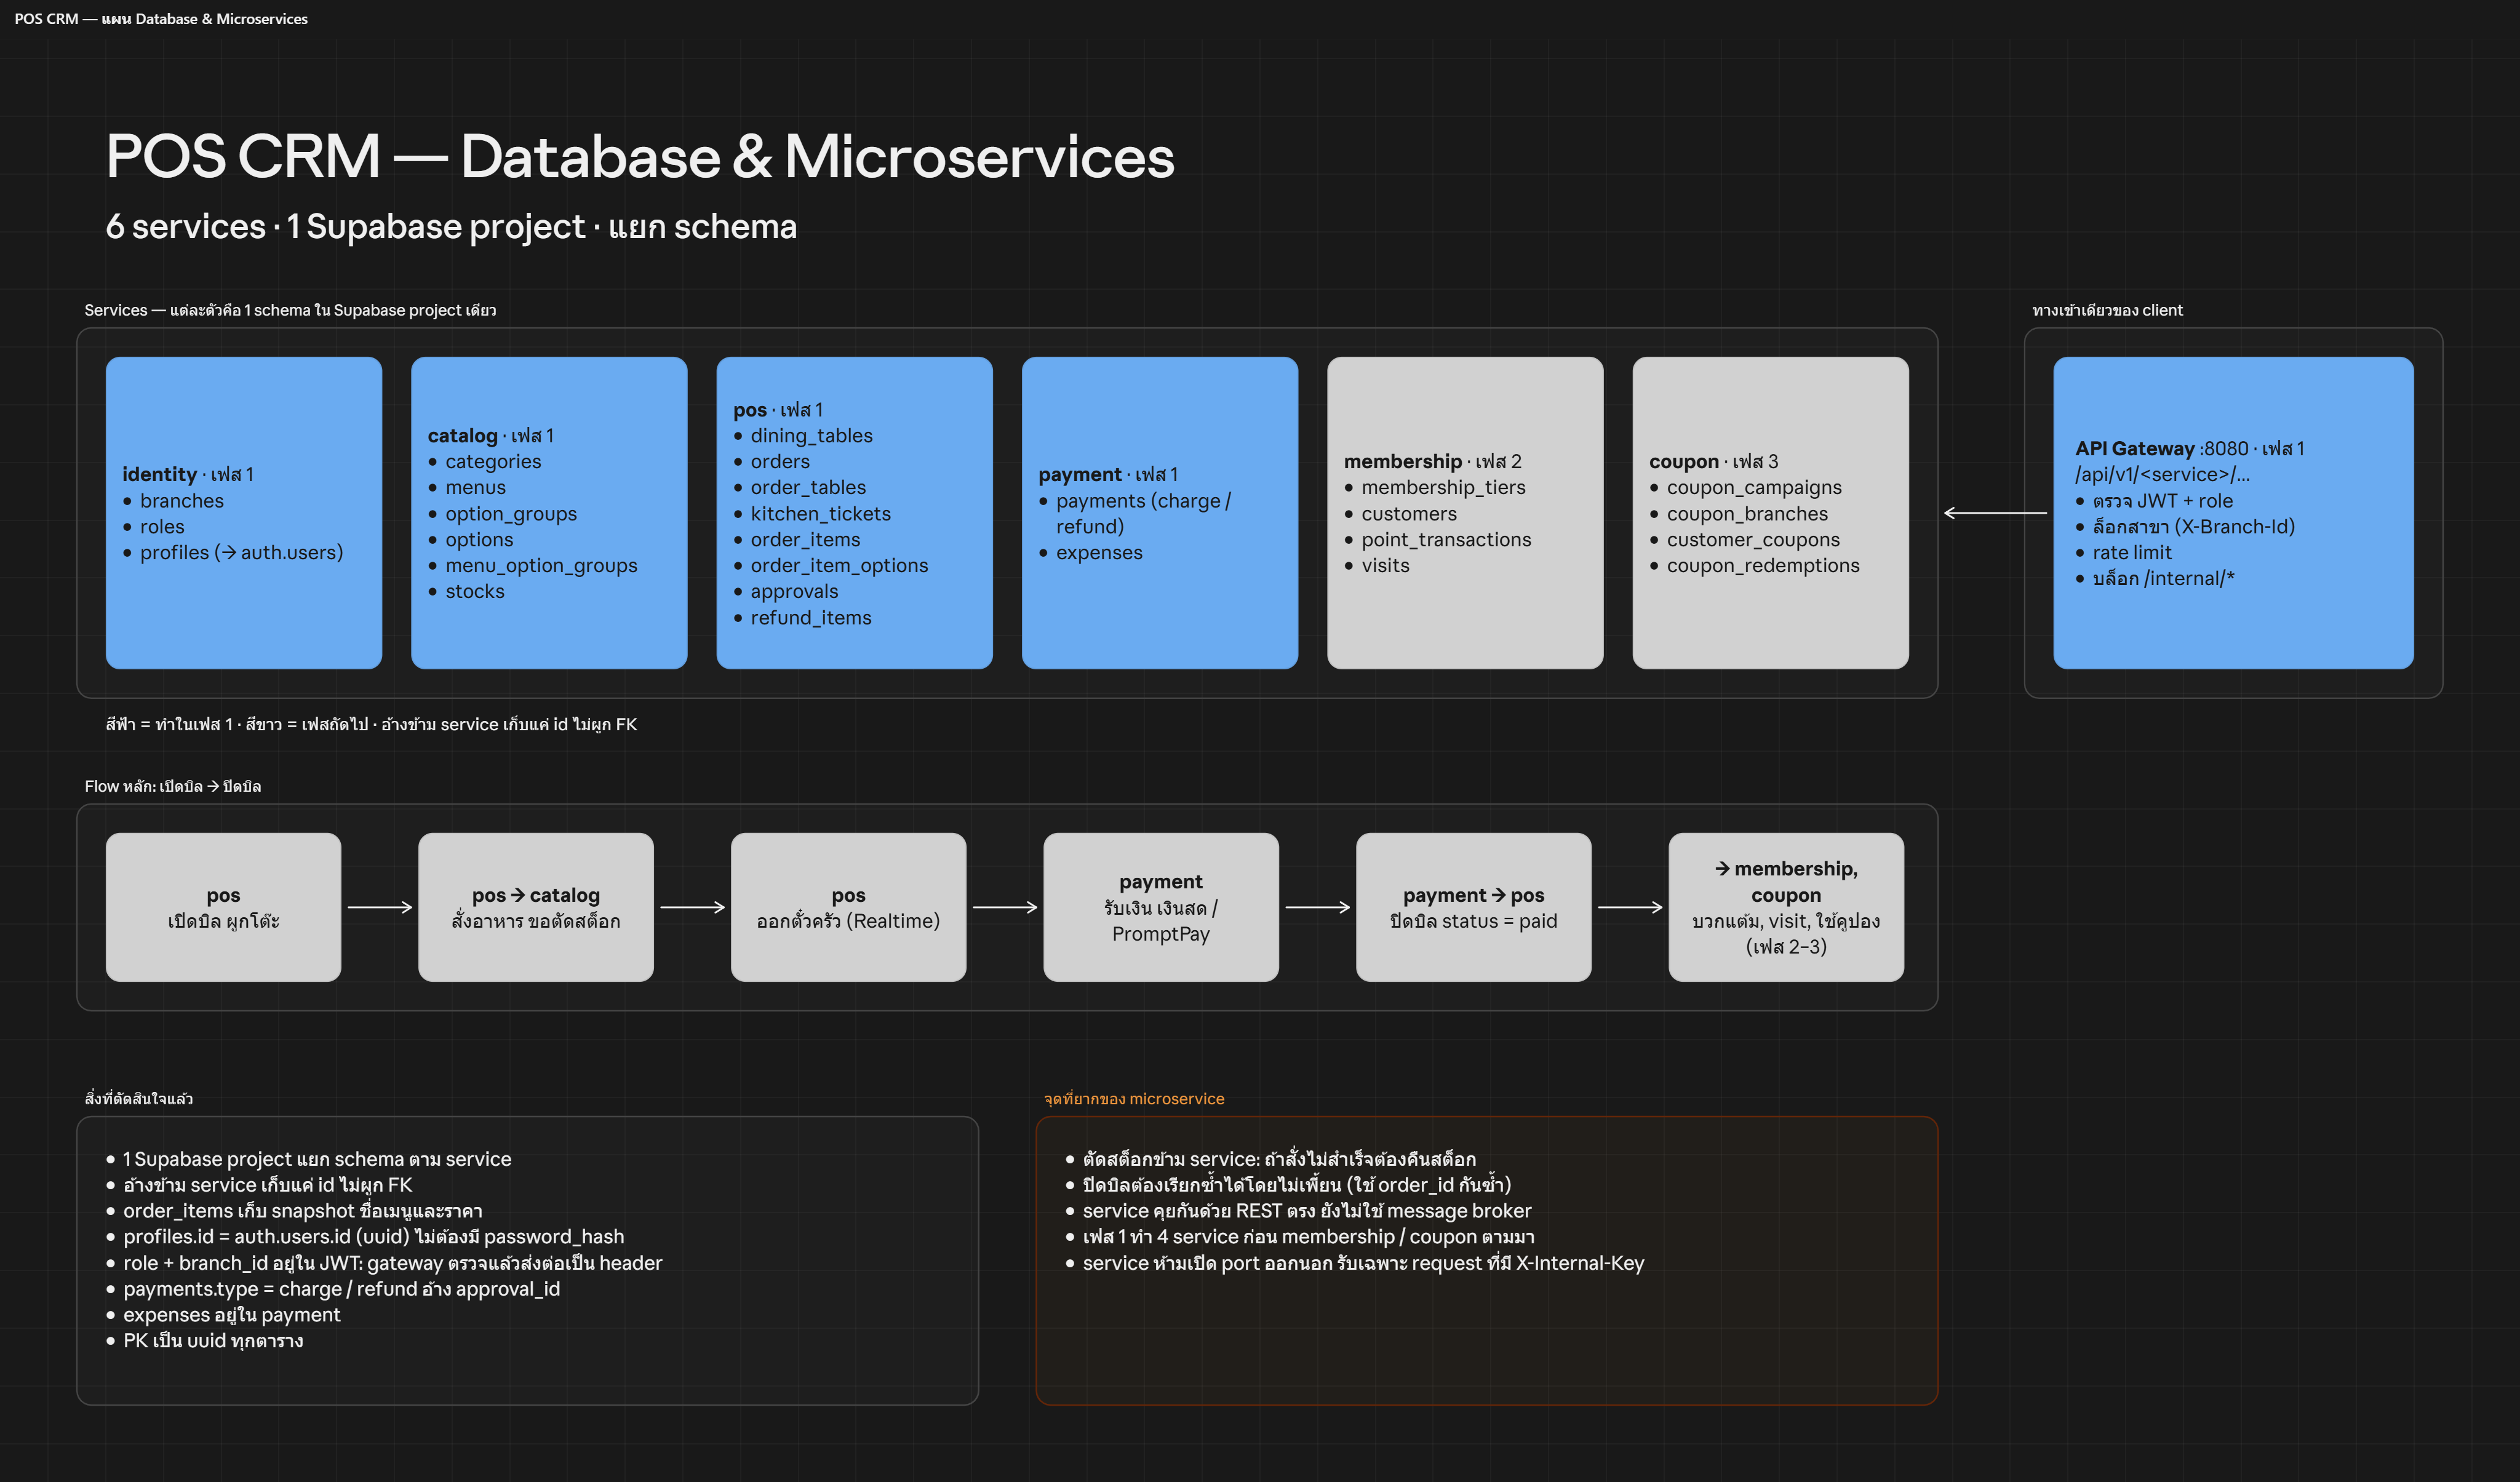 POS CRM — แผน Database & Microservices
POS CRM — Database & Microservices
6 services · 1 Supabase project · แยก schema
Services — แต่ละตัวคือ 1 schema ใน Supabase project เดียว
identity · เฟส 1
● branches
● roles
● profiles (→ auth.users)
catalog · เฟส 1
● categories
● menus
● option_groups
● options
● menu_option_groups
● stocks
pos · เฟส 1
● dining_tables
● orders
● order_tables
● kitchen_tickets
● order_items
● order_item_options
● approvals
● refund_items
payment · เฟส 1
● payments (charge /
refund)
● expenses
membership · เฟส 2
● membership_tiers
● customers
● point_transactions
● visits
coupon · เฟส 3
● coupon_campaigns
● coupon_branches
● customer_coupons
● coupon_redemptions
ทางเข้าเดียวของ client
API Gateway :8080 · เฟส 1
/api/v1/<service>/...
● ตรวจ JWT + role
● ล็อกสาขา (X-Branch-Id)
● rate limit
● บล็อก /internal/*
สีฟ้า = ทำในเฟส 1 · สีขาว = เฟสถัดไป · อ้างข้าม service เก็บแค่ id ไม่ผูก FK
Flow หลัก: เปิดบิล → ปิดบิล
pos
เปิดบิล ผูกโต๊ะ
pos → catalog
สั่งอาหาร ขอตัดสต็อก
pos
ออกตั๋วครัว (Realtime)
payment
รับเงิน เงินสด /
PromptPay
payment → pos
ปิดบิล status = paid
→ membership,
coupon
บวกแต้ม, visit, ใช้คูปอง
(เฟส 2–3)
สิ่งที่ตัดสินใจแล้ว
● 1 Supabase project แยก schema ตาม service
● อ้างข้าม service เก็บแค่ id ไม่ผูก FK
● order_items เก็บ snapshot ชื่อเมนูและราคา
● profiles.id = auth.users.id (uuid) ไม่ต้องมี password_hash
● role + branch_id อยู่ใน JWT: gateway ตรวจแล้วส่งต่อเป็น header
● payments.type = charge / refund อ้าง approval_id
● expenses อยู่ใน payment
● PK เป็น uuid ทุกตาราง
จุดที่ยากของ microservice
● ตัดสต็อกข้าม service: ถ้าสั่งไม่สำเร็จต้องคืนสต็อก
● ปิดบิลต้องเรียกซ้ำได้โดยไม่เพี้ยน (ใช้ order_id กันซ้ำ)
● service คุยกันด้วย REST ตรง ยังไม่ใช้ message broker
● เฟส 1 ทำ 4 service ก่อน membership / coupon ตามมา
● service ห้ามเปิด port ออกนอก รับเฉพาะ request ที่มี X-Internal-Key